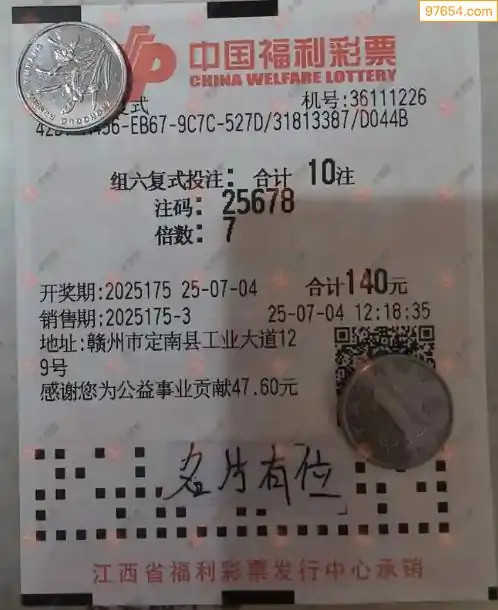 97654.com
中国福利彩票
CHINA WELFARE LOTTERY
式 机号:36111226
-EB67-9C7C-527D/31813387/D044B
组六复式投注: 合计 10注
注码: 25678
倍数: 7
开奖期:2025175 25-07-04 合计140元
销售期:2025175-3 25-07-04 12:18:35
地址:赣州市定南县工业大道12
9号
感谢您为公益事业贡献47.60元
名片有位
江西省福利彩票发行中心承销